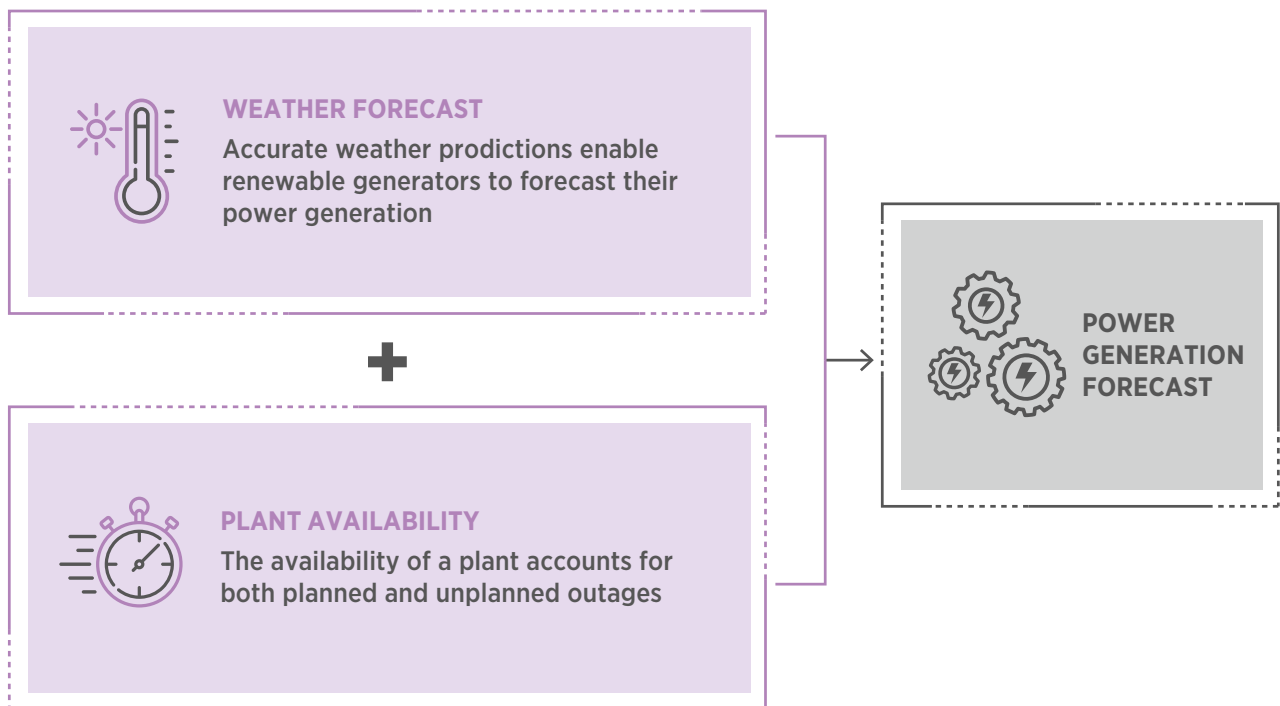 WEATHER FORECAST
Accurate weather prodictions enable
renewable generators to forecast their
power generation
PLANT AVAILABILITY
The availability of a plant accounts for
both planned and unplanned outages
POWER
GENERATION
FORECAST